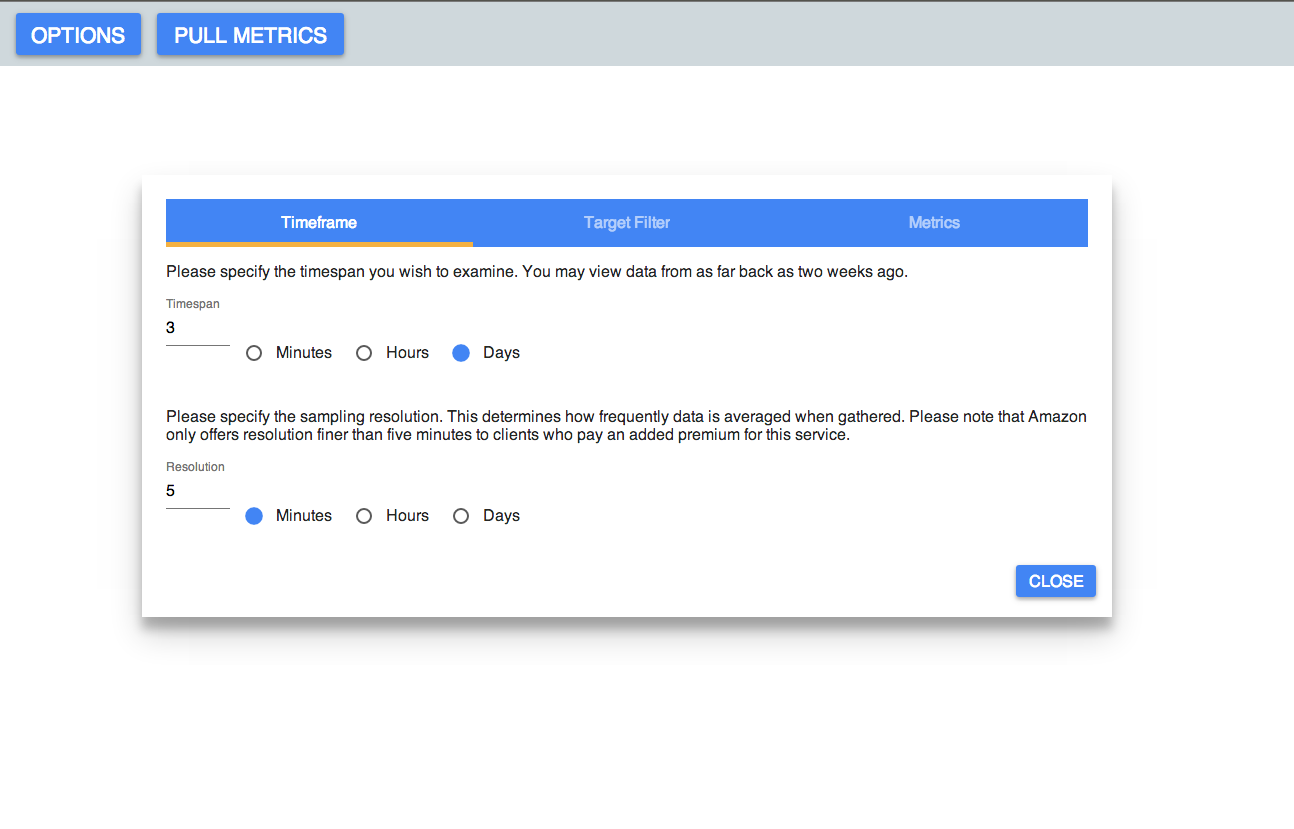 OPTIONS PULL METRICS
Timeframe Target Filter Metrics
Please specify the timespan you wish to examine. You may view data from as far back as two weeks ago.
Timespan
3
Minutes Hours Days
Please specify the sampling resolution. This determines how frequently data is averaged when gathered. Please note that Amazon
only offers resolution finer than five minutes to clients who pay an added premium for this service.
Resolution
5
Minutes Hours Days
CLOSE